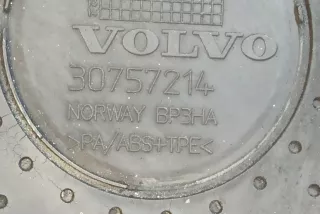 VOLVO
30757214
NORWAY BP3HA
>PA/ABS+TPE<